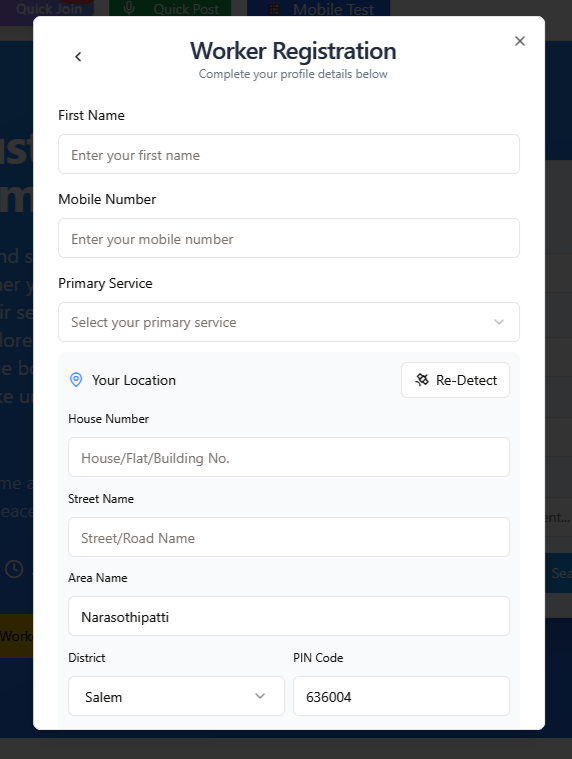 Quick Join
Quick Post
Mobile Test
Worker Registration
Complete your profile details below
First Name
Enter your first name
Mobile Number
Enter your mobile number
Primary Service
Select your primary service
Your Location
Re-Detect
House Number
House/Flat/Building No.
Street Name
Street/Road Name
Area Name
Narasothipatti
District
PIN Code
Salem
636004